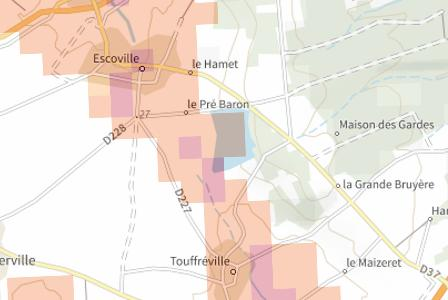 Escoville
le Hamet
27
le Pré Baron
Maison des Gardes
D228
la Grande Bruyère
D227
Touffréville
le Maizeret
D37